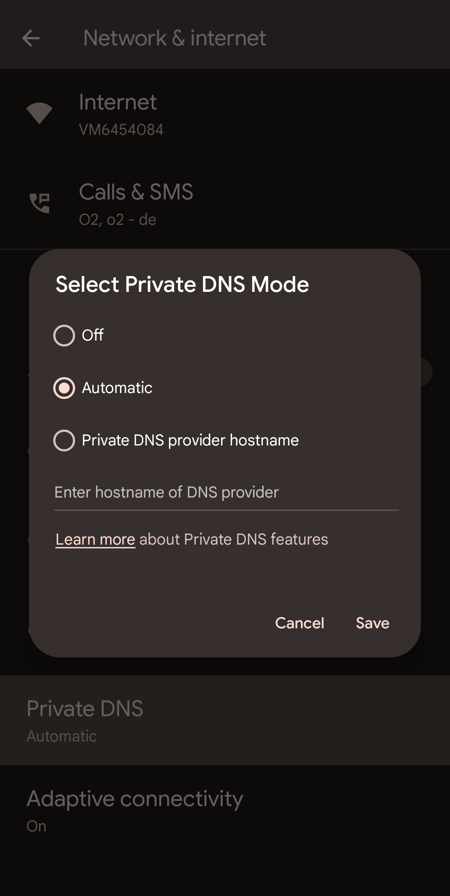 Network & internet
Internet
VM6454084
Calls & SMS
O2, o2 - de
Select Private DNS Mode
Off
Automatic
Private DNS provider hostname
Enter hostname of DNS provider
Learn more about Private DNS features
Cancel
Save
Private DNS
Automatic
Adaptive connectivity
On